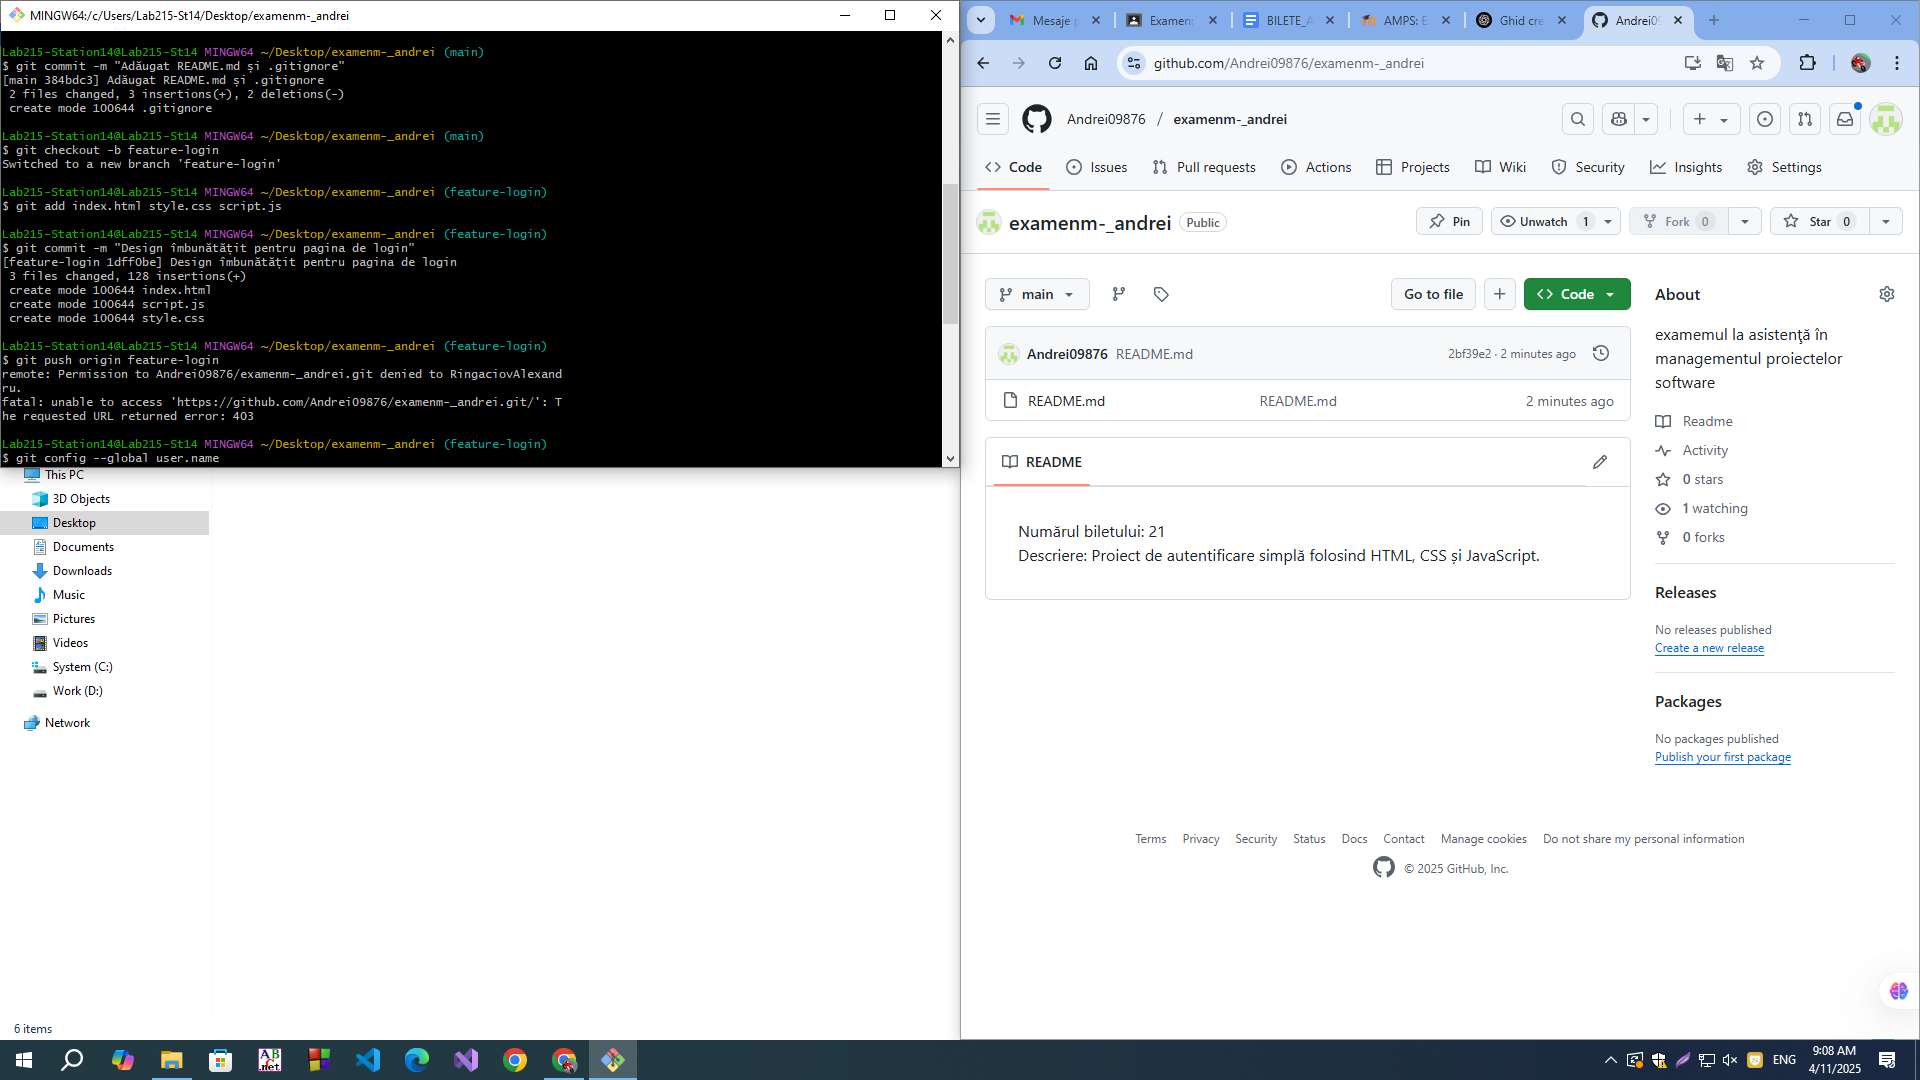 MINGW64:/c/Users/Lab215-St14/Desktop/examenm-_andrei
Lab215-Station14@Lab215-St14 MINGW64 ~/Desktop/examenm-_andrei (main)
$ git commit -m "Adăugat README.md și .gitignore"
[main 384bdc3] Adăugat README.md și .gitignore
2 files changed, 3 insertions(+), 2 deletions(-)
create mode 100644 .gitignore
Lab215-Station14@Lab215-St14 MINGW64 ~/Desktop/examenm-_andrei (main)
$ git checkout -b feature-login
Switched to a new branch 'feature-login'
Lab215-Station14@Lab215-St14 MINGW64 ~/Desktop/examenm-_andrei (feature-login)
$ git add index.html style.css script.js
Lab215-Station14@Lab215-St14 MINGW64 ~/Desktop/examenm-_andrei (feature-login)
$ git commit -m "Design îmbunătățit pentru pagina de login"
[feature-login 1dff0be] Design îmbunătățit pentru pagina de login
3 files changed, 128 insertions(+)
create mode 100644 index.html
create mode 100644 script.js
create mode 100644 style.css
Lab215-Station14@Lab215-St14 MINGW64 ~/Desktop/examenm-_andrei (feature-login)
$ git push origin feature-login
remote: Permission to Andrei09876/examenm-_andrei.git denied to RingaciovAlexand
ru.
fatal: unable to access 'https://github.com/Andrei09876/examenm-_andrei.git/': T
he requested URL returned error: 403
Lab215-Station14@Lab215-St14 MINGW64 ~/Desktop/examenm-_andrei (feature-login)
$ git config --global user.name
This PC
3D Objects
Desktop
Documents
Downloads
Music
Pictures
Videos
System (C:)
Work (D:)
Network
6 items
Mesaje
Examen
BILETE_A
AMPS: E
Ghid cre
Andrei09
github.com/Andrei09876/examenm-_andrei
Andrei09876 / examenm-_andrei
Code Issues Pull requests Actions Projects Wiki Security Insights Settings
examenm-_andrei Public
Pin Unwatch 1 Fork 0 Star 0
main
Go to file
Code
Andrei09876 README.md 2bf39e2 · 2 minutes ago
README.md README.md 2 minutes ago
README
Numărul biletului: 21
Descriere: Proiect de autentificare simplă folosind HTML, CSS și JavaScript.
About
examemul la asistență în
managementul proiectelor
software
Readme
Activity
0 stars
1 watching
0 forks
Releases
No releases published
Create a new release
Packages
No packages published
Publish your first package
Terms Privacy Security Status Docs Contact Manage cookies Do not share my personal information
© 2025 GitHub, Inc.
ABC
.net
ENG
9:08 AM
4/11/2025